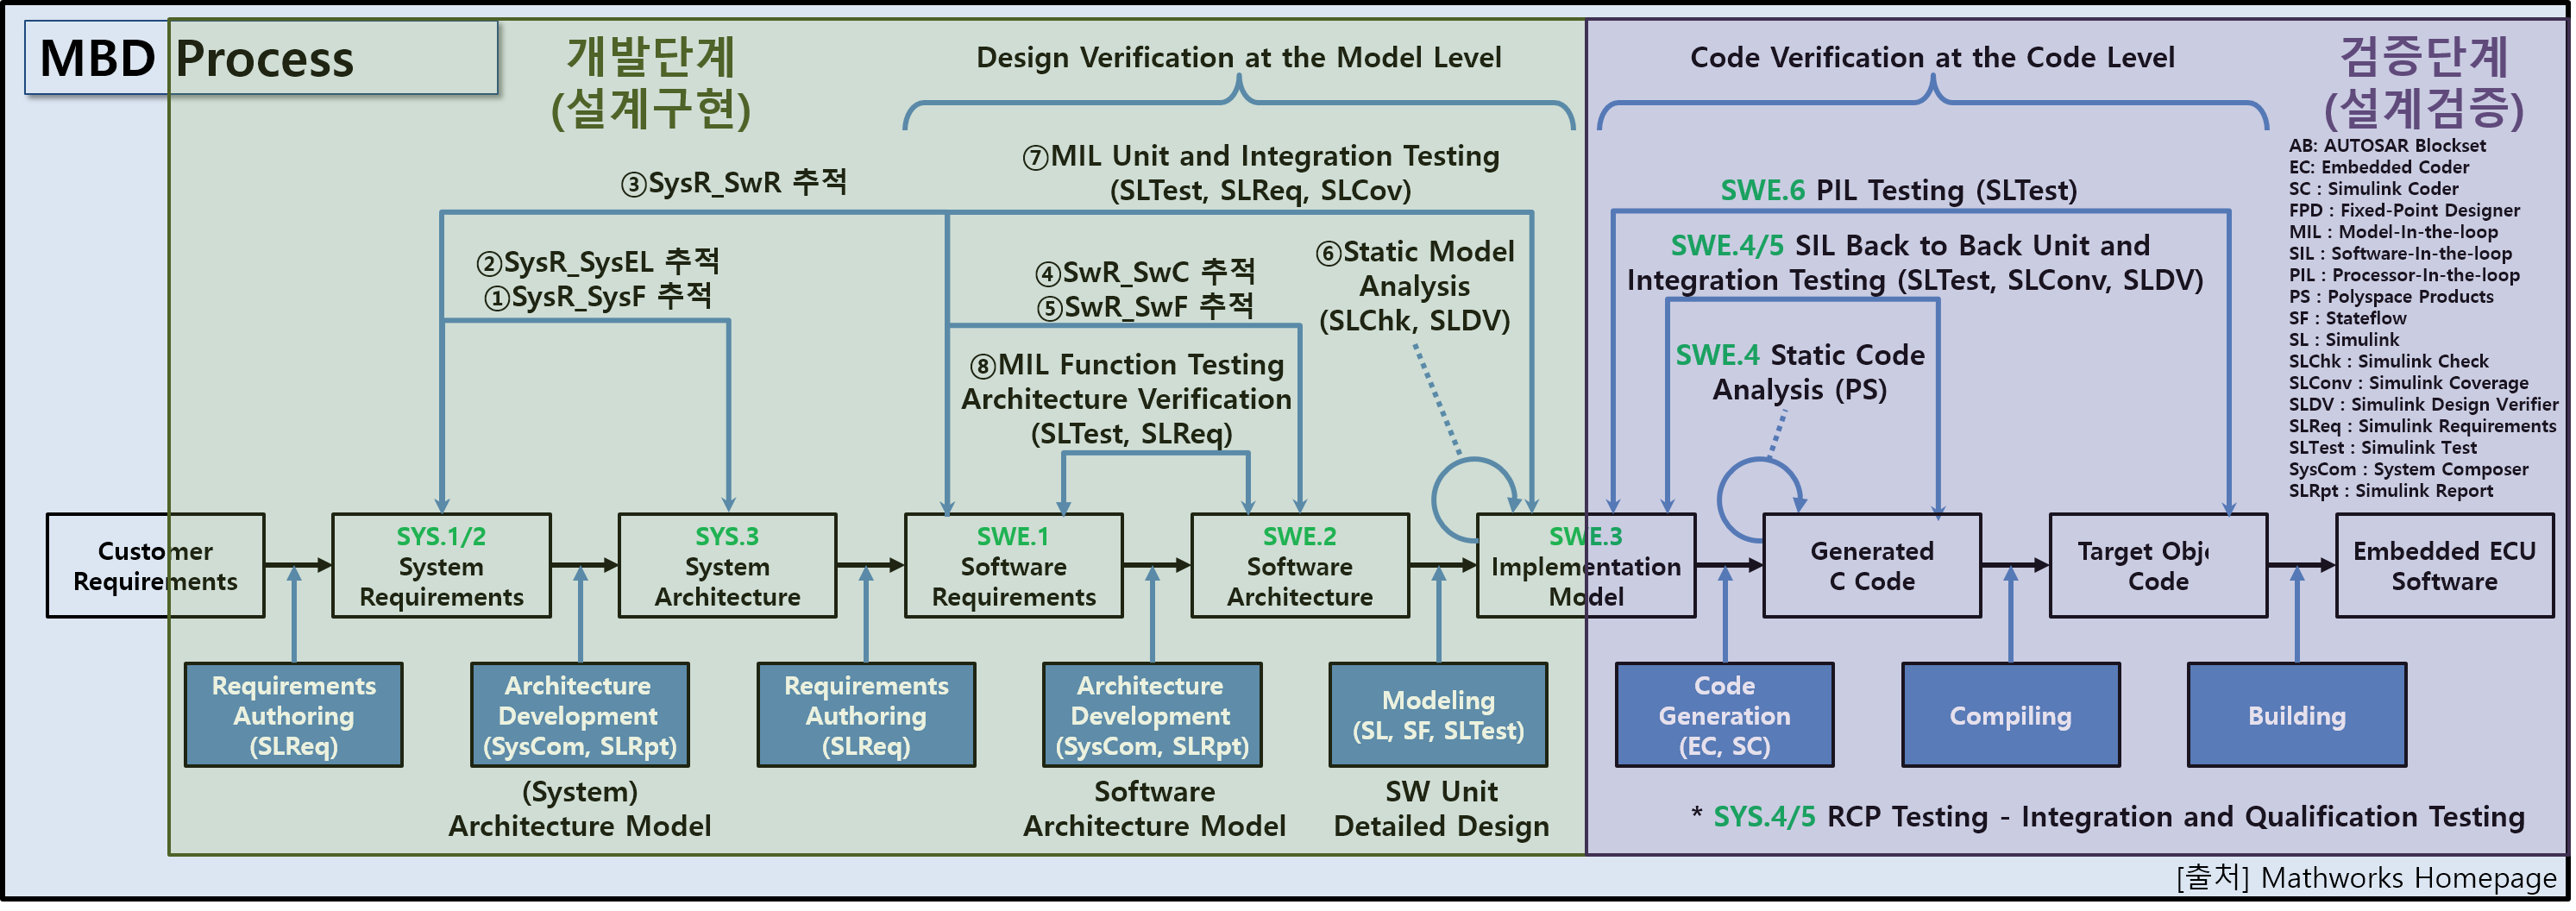 MBD Process
개발단계
(설계구현)
Design Verification at the Model Level
Code Verification at the Code Level
검증단계
(설계검증)
AB: AUTOSAR Blockset
EC: Embedded Coder
SC : Simulink Coder
FPD : Fixed-Point Designer
MIL : Model-In-the-loop
SIL : Software-In-the-loop
PIL : Processor-In-the-loop
PS : Polyspace Products
SF : Stateflow
SL : Simulink
SLChk : Simulink Check
SLConv : Simulink Coverage
SLDV : Simulink Design Verifier
SLReq : Simulink Requirements
SLTest : Simulink Test
SysCom : System Composer
SLRpt : Simulink Report
③SysR_SwR 추적
⑦MIL Unit and Integration Testing
(SLTest, SLReq, SLCov)
②SysR_SysEL 추적
①SysR_SysF 추적
④SwR_SwC 추적
⑤SwR_SwF 추적
⑥Static Model
Analysis
(SLChk, SLDV)
⑧MIL Function Testing
Architecture Verification
(SLTest, SLReq)
SWE.6 PIL Testing (SLTest)
SWE.4/5 SIL Back to Back Unit and
Integration Testing (SLTest, SLConv, SLDV)
SWE.4 Static Code
Analysis (PS)
Customer
Requirements
SYS.1/2
System
Requirements
SYS.3
System
Architecture
SWE.1
Software
Requirements
SWE.2
Software
Architecture
SWE.3
Implementation
Model
Generated
C Code
Target Obj
Code
Embedded ECU
Software
Requirements
Authoring
(SLReq)
Architecture
Development
(SysCom, SLRpt)
Requirements
Authoring
(SLReq)
Architecture
Development
(SysCom, SLRpt)
Modeling
(SL, SF, SLTest)
Code
Generation
(EC, SC)
Compiling
Building
(System)
Architecture Model
Software
Architecture Model
SW Unit
Detailed Design
* SYS.4/5 RCP Testing - Integration and Qualification Testing
[출처] Mathworks Homepage